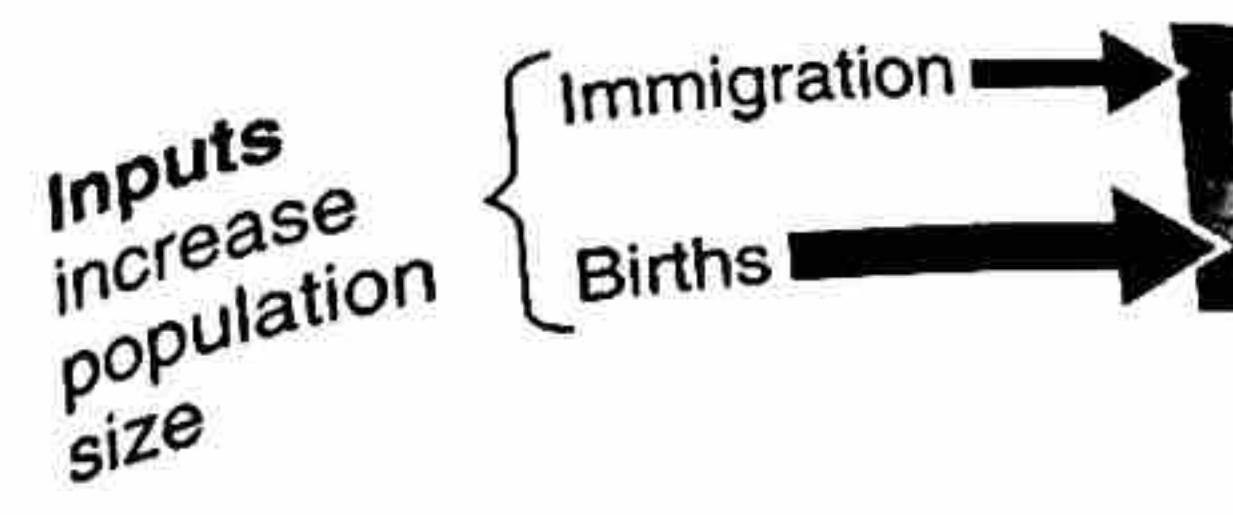 Inputs
increase
population
size
Immigration
Births